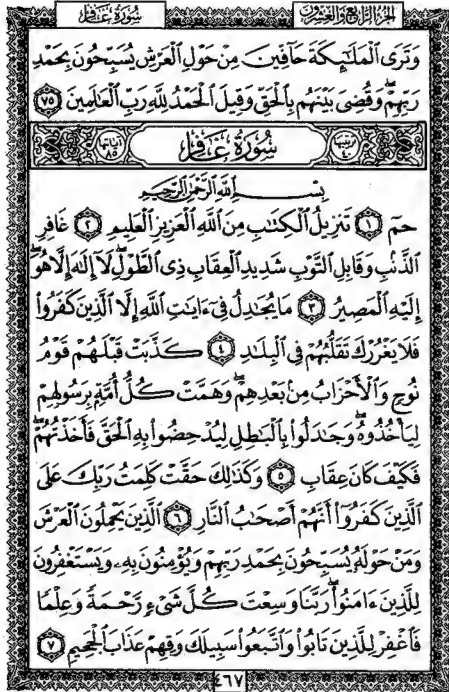 الجزء الرابع والعشرون
سورة غافر
وَتَرَى ٱلْمَلَٰٓئِكَةَ حَآفِّينَ مِنْ حَوْلِ ٱلْعَرْشِ يُسَبِّحُونَ بِحَمْدِ
رَبِّهِمْ ۖ وَقُضِىَ بَيْنَهُم بِٱلْحَقِّ وَقِيلَ ٱلْحَمْدُ لِلَّهِ رَبِّ ٱلْعَٰلَمِينَ ٧٥
ترتيبها ٤٠ سُورَةُ غَافِرٍ آياتها ٨٥
بِسْمِ ٱللَّهِ ٱلرَّحْمَٰنِ ٱلرَّحِيمِ
حمٓ ١ تَنزِيلُ ٱلْكِتَٰبِ مِنَ ٱللَّهِ ٱلْعَزِيزِ ٱلْعَلِيمِ ٢ غَافِرِ
ٱلذَّنۢبِ وَقَابِلِ ٱلتَّوْبِ شَدِيدِ ٱلْعِقَابِ ذِى ٱلطَّوْلِ ۖ لَآ إِلَٰهَ إِلَّا هُوَ ۖ
إِلَيْهِ ٱلْمَصِيرُ ٣ مَا يُجَٰدِلُ فِىٓ ءَايَٰتِ ٱللَّهِ إِلَّا ٱلَّذِينَ كَفَرُوا۟
فَلَا يَغْرُرْكَ تَقَلُّبُهُمْ فِى ٱلْبِلَٰدِ ٤ كَذَّبَتْ قَبْلَهُمْ قَوْمُ
نُوحٍ وَٱلْأَحْزَابُ مِنۢ بَعْدِهِمْ ۖ وَهَمَّتْ كُلُّ أُمَّةٍۭ بِرَسُولِهِمْ
لِيَأْخُذُوهُ ۖ وَجَٰدَلُوا۟ بِٱلْبَٰطِلِ لِيُدْحِضُوا۟ بِهِ ٱلْحَقَّ فَأَخَذْتُهُمْ ۖ
فَكَيْفَ كَانَ عِقَابِ ٥ وَكَذَٰلِكَ حَقَّتْ كَلِمَتُ رَبِّكَ عَلَى
ٱلَّذِينَ كَفَرُوٓا۟ أَنَّهُمْ أَصْحَٰبُ ٱلنَّارِ ٦ ٱلَّذِينَ يَحْمِلُونَ ٱلْعَرْشَ
وَمَنْ حَوْلَهُۥ يُسَبِّحُونَ بِحَمْدِ رَبِّهِمْ وَيُؤْمِنُونَ بِهِۦ وَيَسْتَغْفِرُونَ
لِلَّذِينَ ءَامَنُوا۟ رَبَّنَا وَسِعْتَ كُلَّ شَىْءٍ رَّحْمَةً وَعِلْمًا
فَٱغْفِرْ لِلَّذِينَ تَابُوا۟ وَٱتَّبَعُوا۟ سَبِيلَكَ وَقِهِمْ عَذَابَ ٱلْجَحِيمِ ٧
٤٦٧